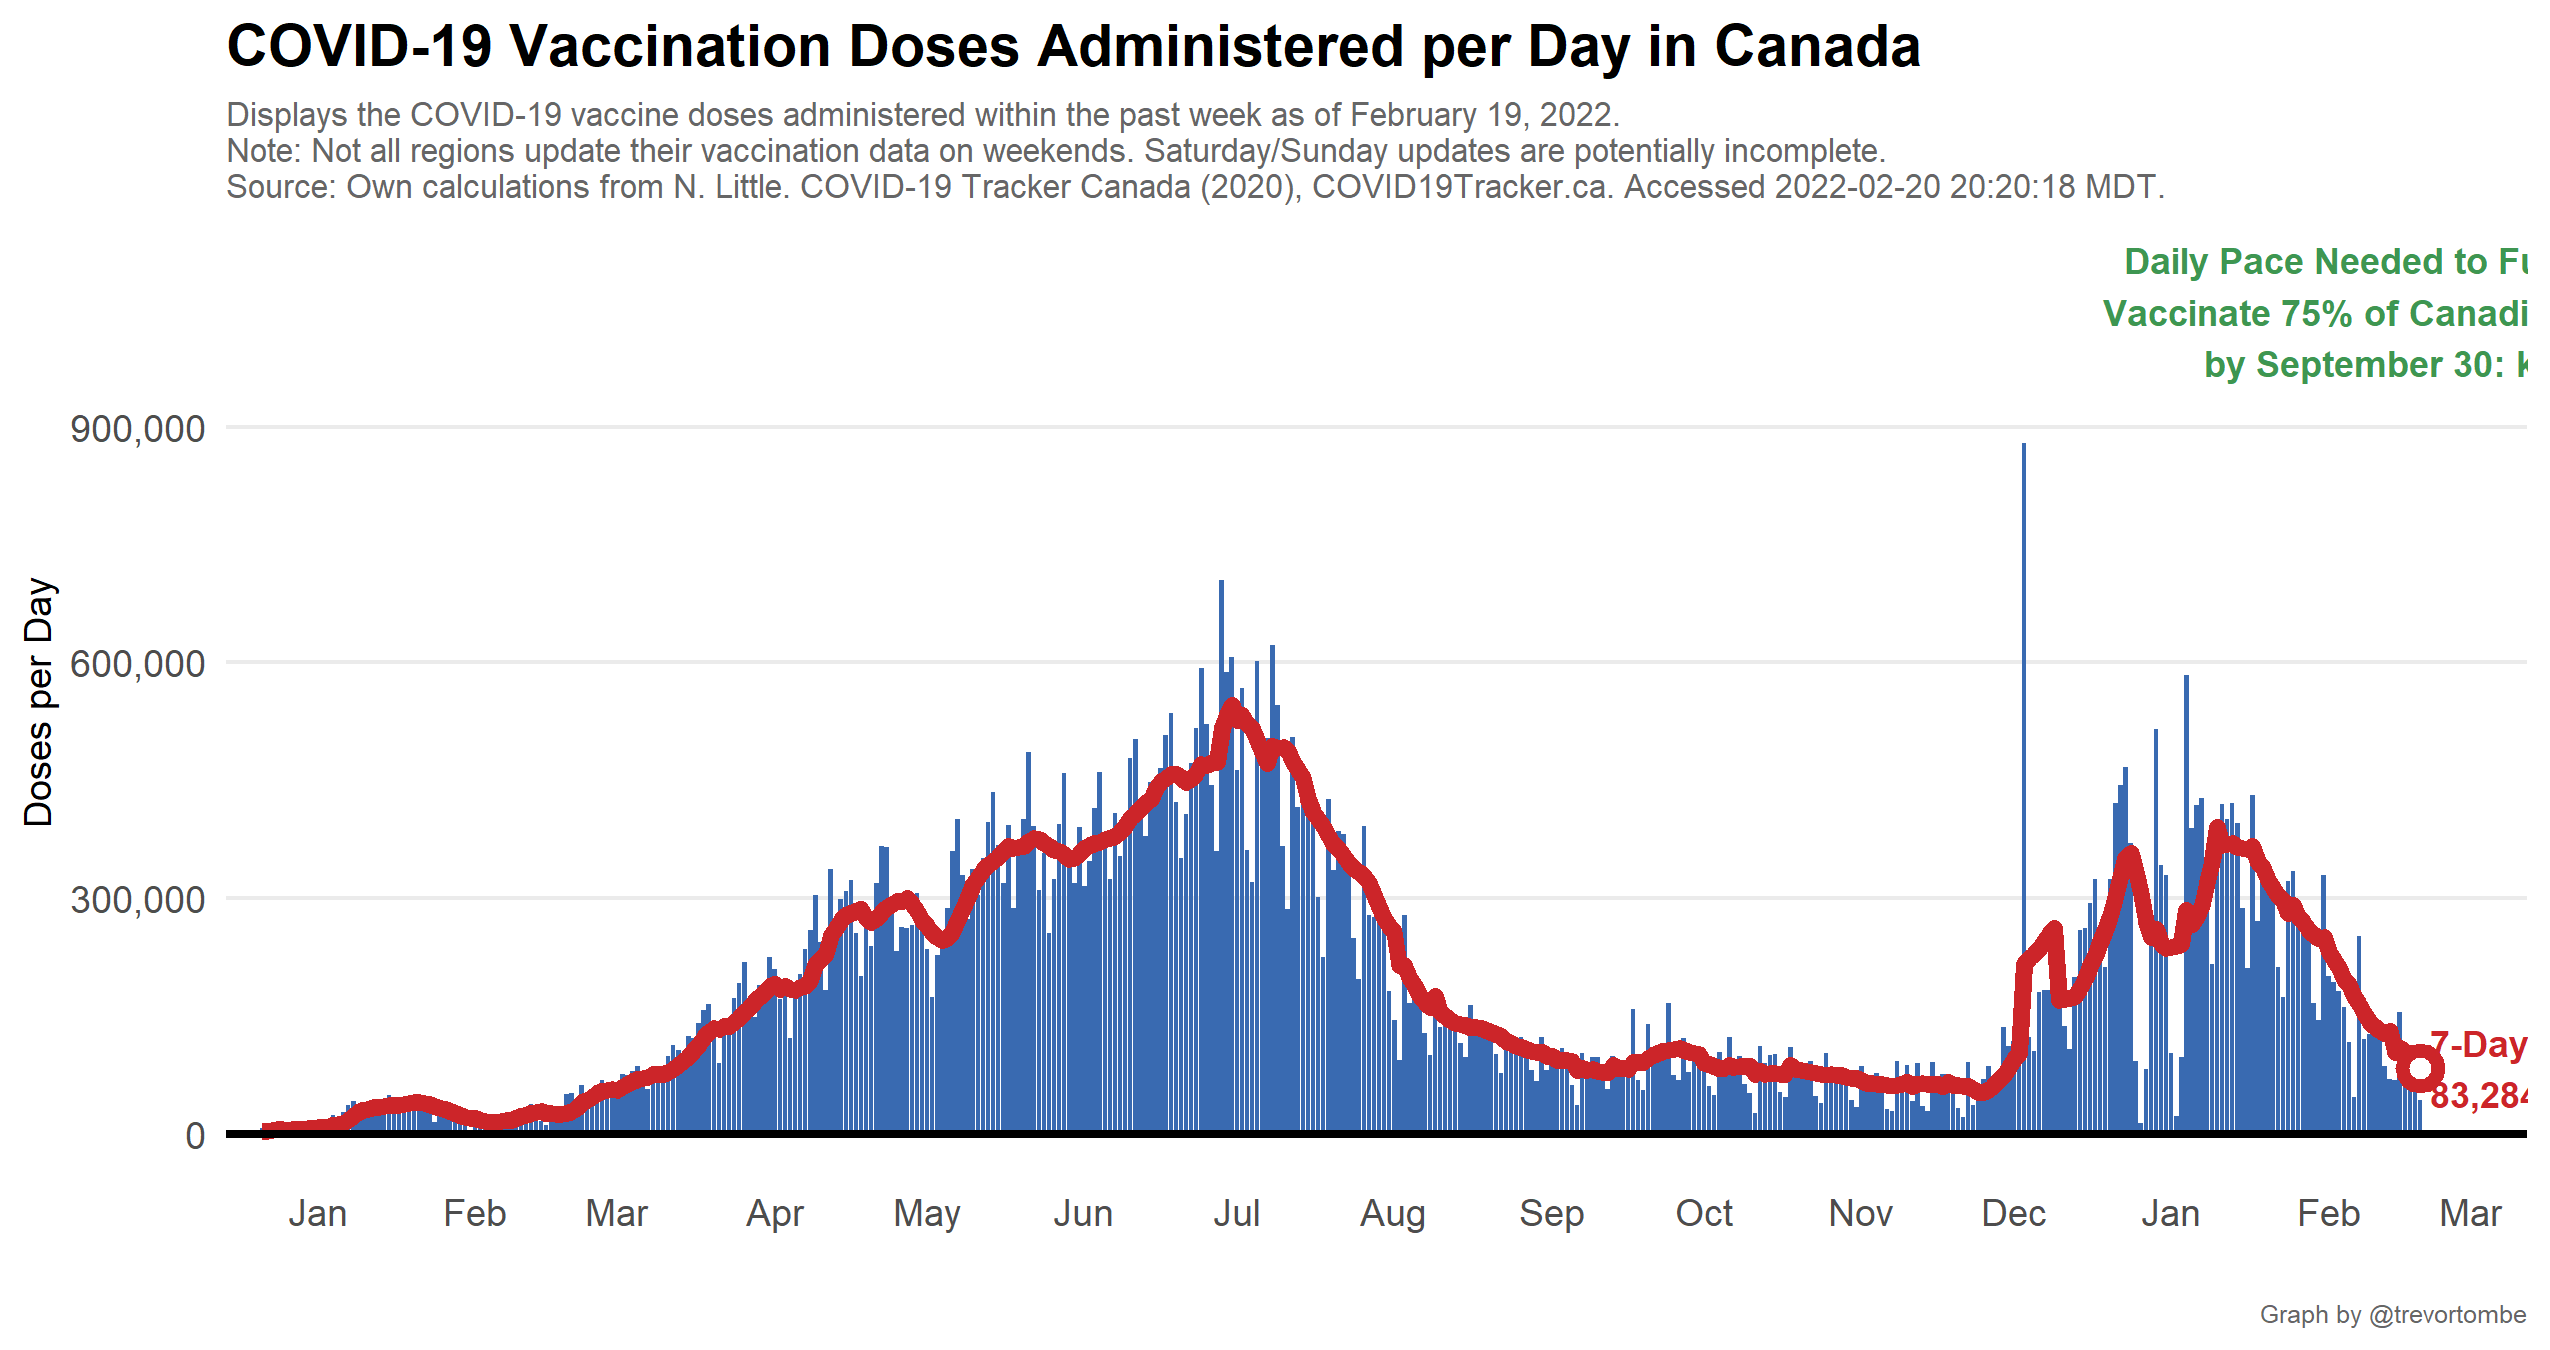 COVID-19 Vaccination Doses Administered per Day in Canada
Displays the COVID-19 vaccine doses administered within the past week as of February 19, 2022.
Note: Not all regions update their vaccination data on weekends. Saturday/Sunday updates are potentially incomplete.
Source: Own calculations from N. Little. COVID-19 Tracker Canada (2020), COVID19Tracker.ca. Accessed 2022-02-20 20:20:18 MDT.
Daily Pace Needed to
Vaccinate 75% of
by September 30:
900,000
600,000
300,000
0
Doses per Day
7-Day
83,284
Jan Feb Mar Apr May Jun Jul Aug Sep Oct Nov Dec Jan Feb Mar
Graph by @trevortombe